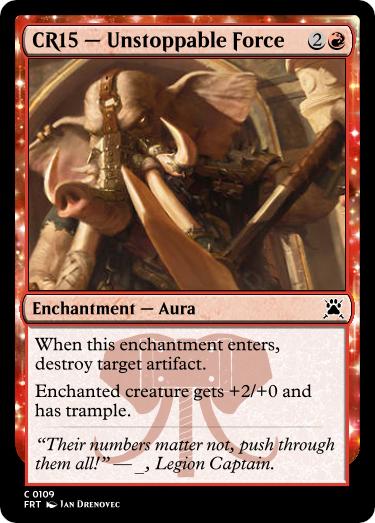 CR15 — Unstoppable Force 2
Enchantment — Aura
When this enchantment enters,
destroy target artifact.
Enchanted creature gets +2/+0 and
has trample.
“Their numbers matter not, push through
them all!” — _, Legion Captain.
C 0109
FRT Ian Drenovec